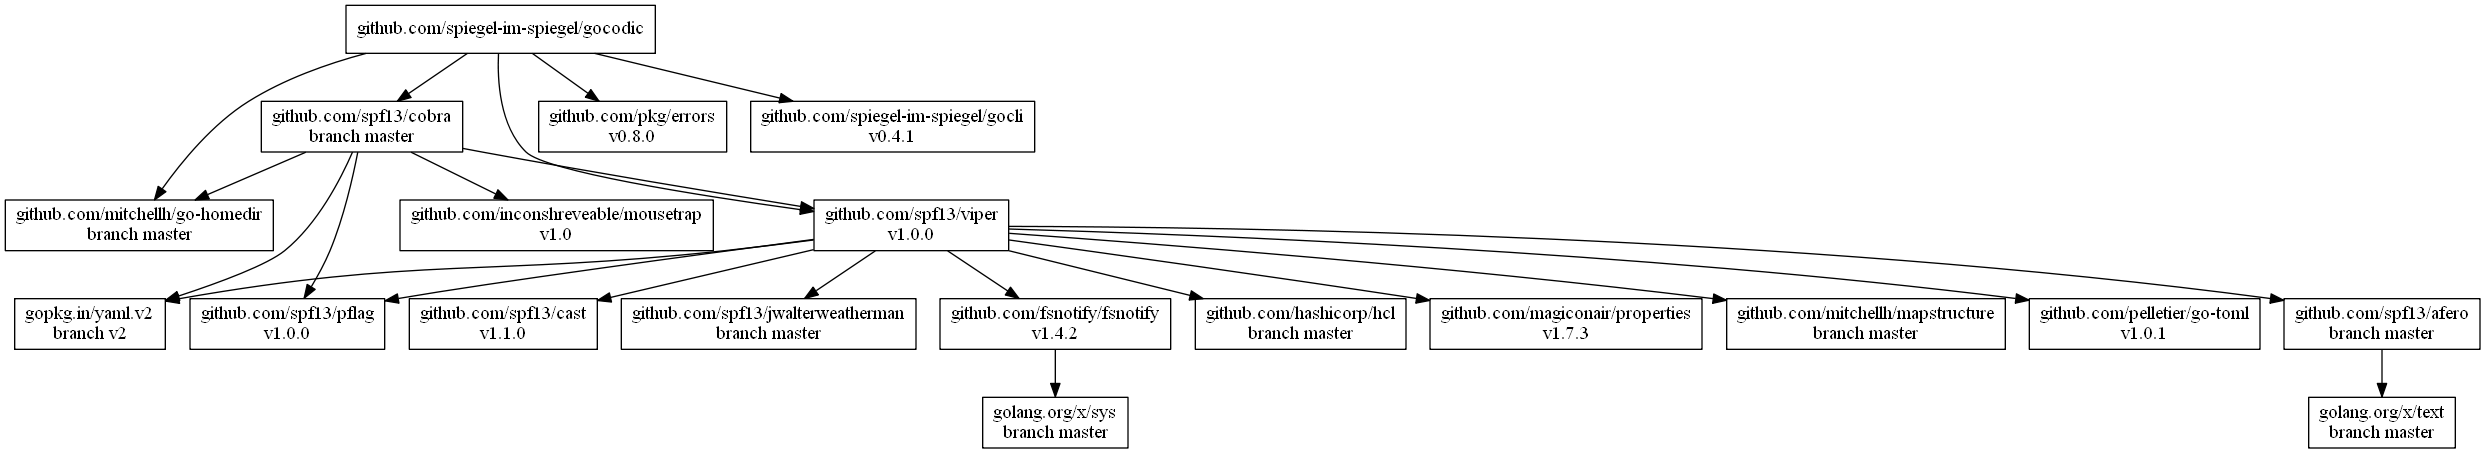 github.com/spiegel-im-spiegel/gocodic
github.com/spf13/cobra
branch master
github.com/pkg/errors
v0.8.0
github.com/spiegel-im-spiegel/gocli
v0.4.1
github.com/mitchellh/go-homedir
branch master
github.com/inconshreveable/mousetrap
v1.0
github.com/spf13/viper
v1.0.0
gopkg.in/yaml.v2
branch v2
github.com/spf13/pflag
v1.0.0
github.com/spf13/cast
v1.1.0
github.com/spf13/jwalterweatherman
branch master
github.com/fsnotify/fsnotify
v1.4.2
github.com/hashicorp/hcl
branch master
github.com/magiconair/properties
v1.7.3
github.com/mitchellh/mapstructure
branch master
github.com/pelletier/go-toml
v1.0.1
github.com/spf13/afero
branch master
golang.org/x/sys
branch master
golang.org/x/text
branch master